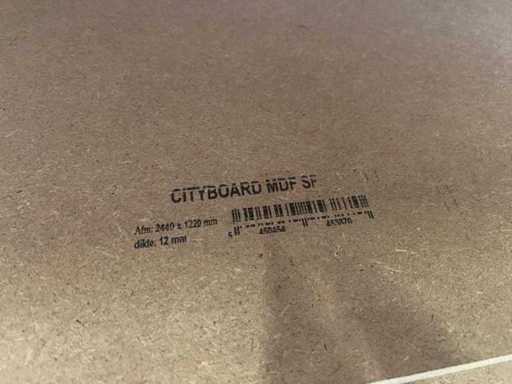 CITYBOARD MDF SF
Afm: 2440 x 1220 mm
dikte: 12 mm